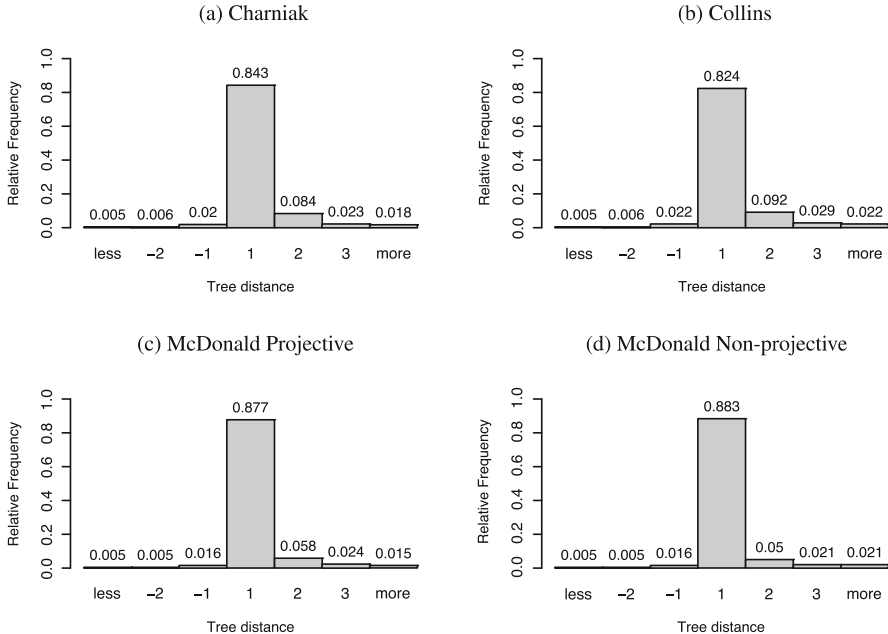 (a) Charniak
Relative Frequency
0.0 0.2 0.4 0.6 0.8 1.0
0.005 0.006 0.02 0.843 0.084 0.023 0.018
less −2 −1 1 2 3 more
Tree distance
(b) Collins
Relative Frequency
0.0 0.2 0.4 0.6 0.8 1.0
0.005 0.006 0.022 0.824 0.092 0.029 0.022
less −2 −1 1 2 3 more
Tree distance
(c) McDonald Projective
Relative Frequency
0.0 0.2 0.4 0.6 0.8 1.0
0.005 0.005 0.016 0.877 0.058 0.024 0.015
less −2 −1 1 2 3 more
Tree distance
(d) McDonald Non-projective
Relative Frequency
0.0 0.2 0.4 0.6 0.8 1.0
0.005 0.005 0.016 0.883 0.05 0.021 0.021
less −2 −1 1 2 3 more
Tree distance